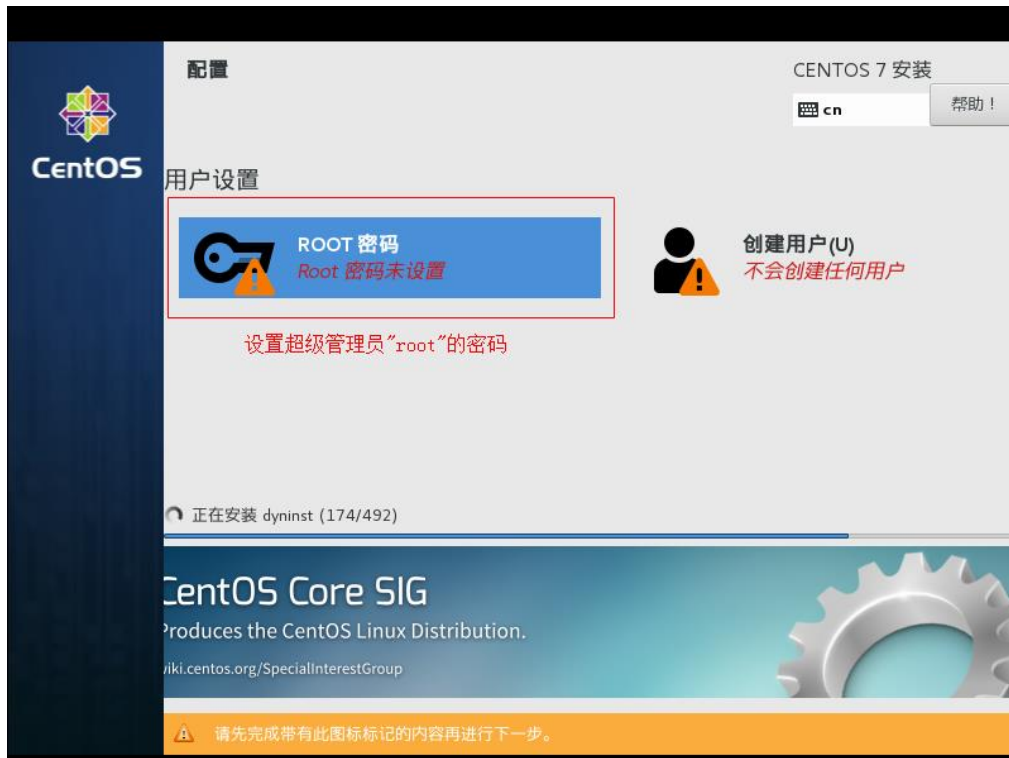 配置
CENTOS 7 安装
cn
帮助！
CentOS
用户设置
ROOT 密码
Root 密码未设置
创建用户(U)
不会创建任何用户
设置超级管理员"root"的密码
正在安装 dyninst (174/492)
CentOS Core SIG
Produces the CentOS Linux Distribution.
wiki.centos.org/SpecialInterestGroup
请先完成带有此图标标记的内容再进行下一步。